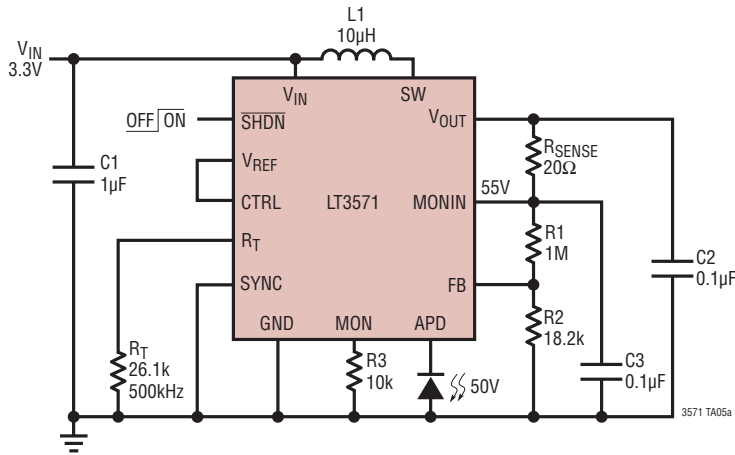 L1
10µH
VIN
3.3V
VIN
SW
OFF ON
SHDN
VOUT
RSENSE
20Ω
C1
1µF
VREF
CTRL
LT3571
MONIN
55V
R1
1M
RT
C2
0.1µF
SYNC
FB
R2
18.2k
GND
MON
APD
RT
26.1k
500kHz
R3
10k
50V
C3
0.1µF
3571 TA05a